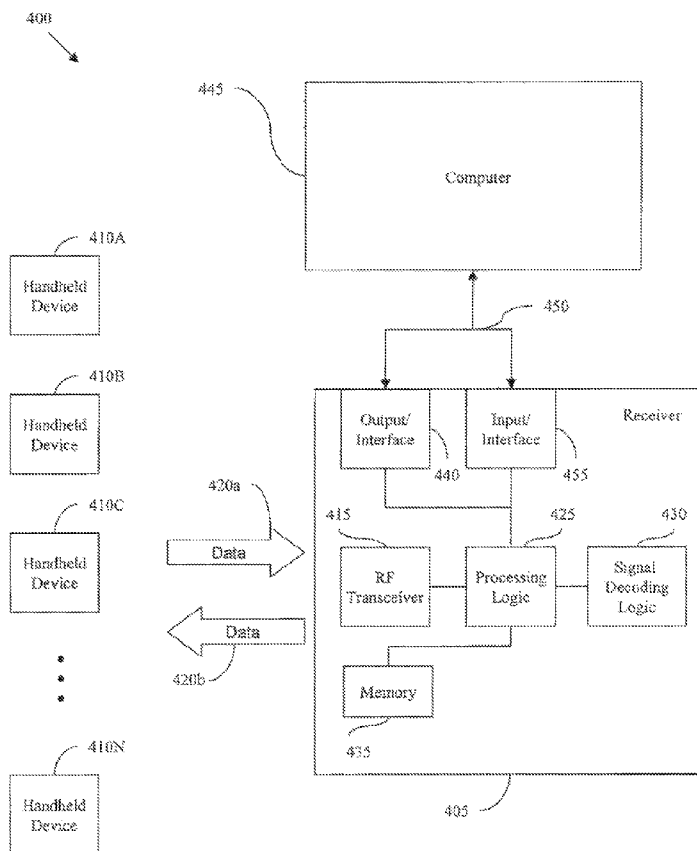 400
445
Computer
410A
Handheld
Device
450
410B
Handheld
Device
Output/
Interface
Input/
Interface
Receiver
440
455
420a
410C
Handheld
Device
Data
415
425
430
RF
Transceiver
Processing
Logic
Signal
Decoding
Logic
Data
420b
Memory
435
410N
Handheld
Device
405